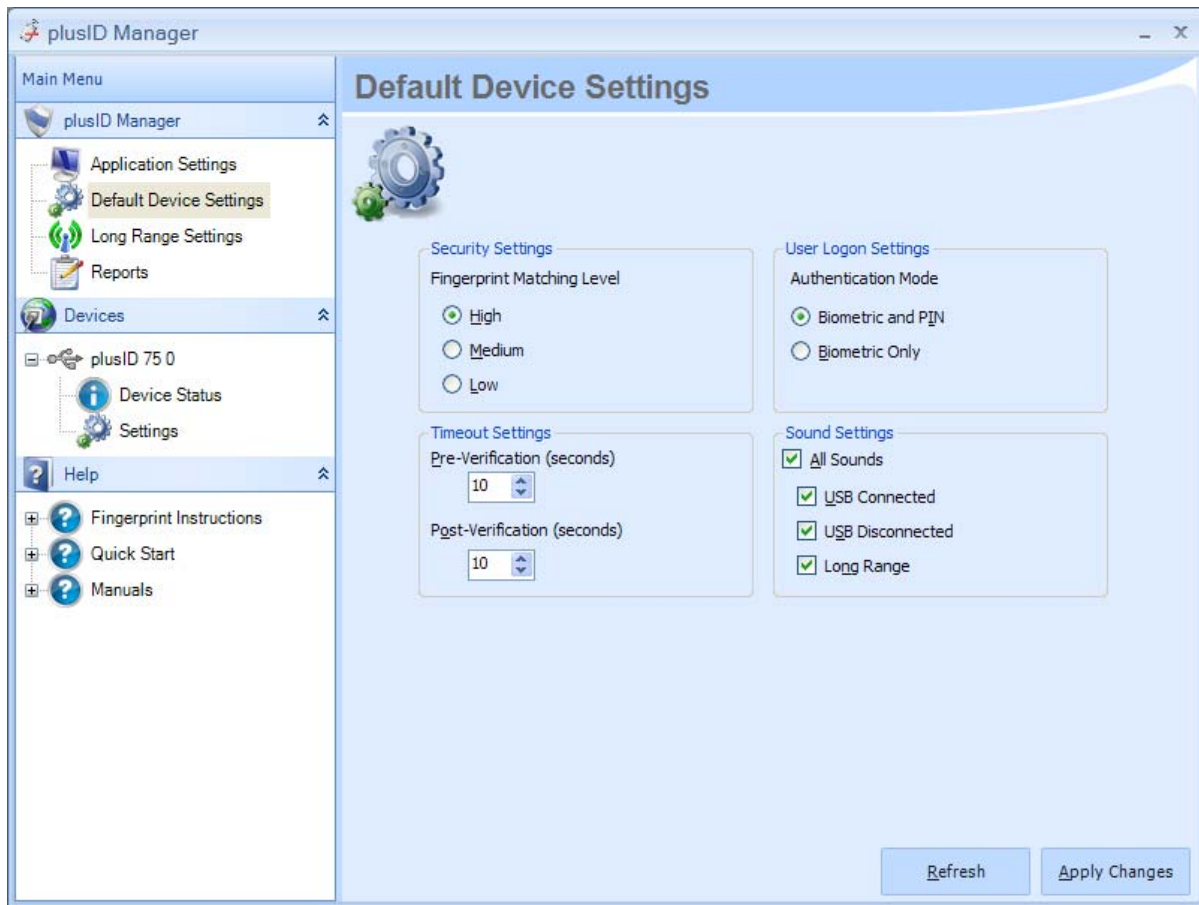 plusID Manager
Main Menu
plusID Manager
Application Settings
Default Device Settings
Long Range Settings
Reports
Devices
plusID 75 0
Device Status
Settings
Help
Fingerprint Instructions
Quick Start
Manuals
Default Device Settings
Security Settings
Fingerprint Matching Level
High
Medium
Low
User Logon Settings
Authentication Mode
Biometric and PIN
Biometric Only
Timeout Settings
Pre-Verification (seconds)
10
Post-Verification (seconds)
10
Sound Settings
All Sounds
USB Connected
USB Disconnected
Long Range
Refresh
Apply Changes